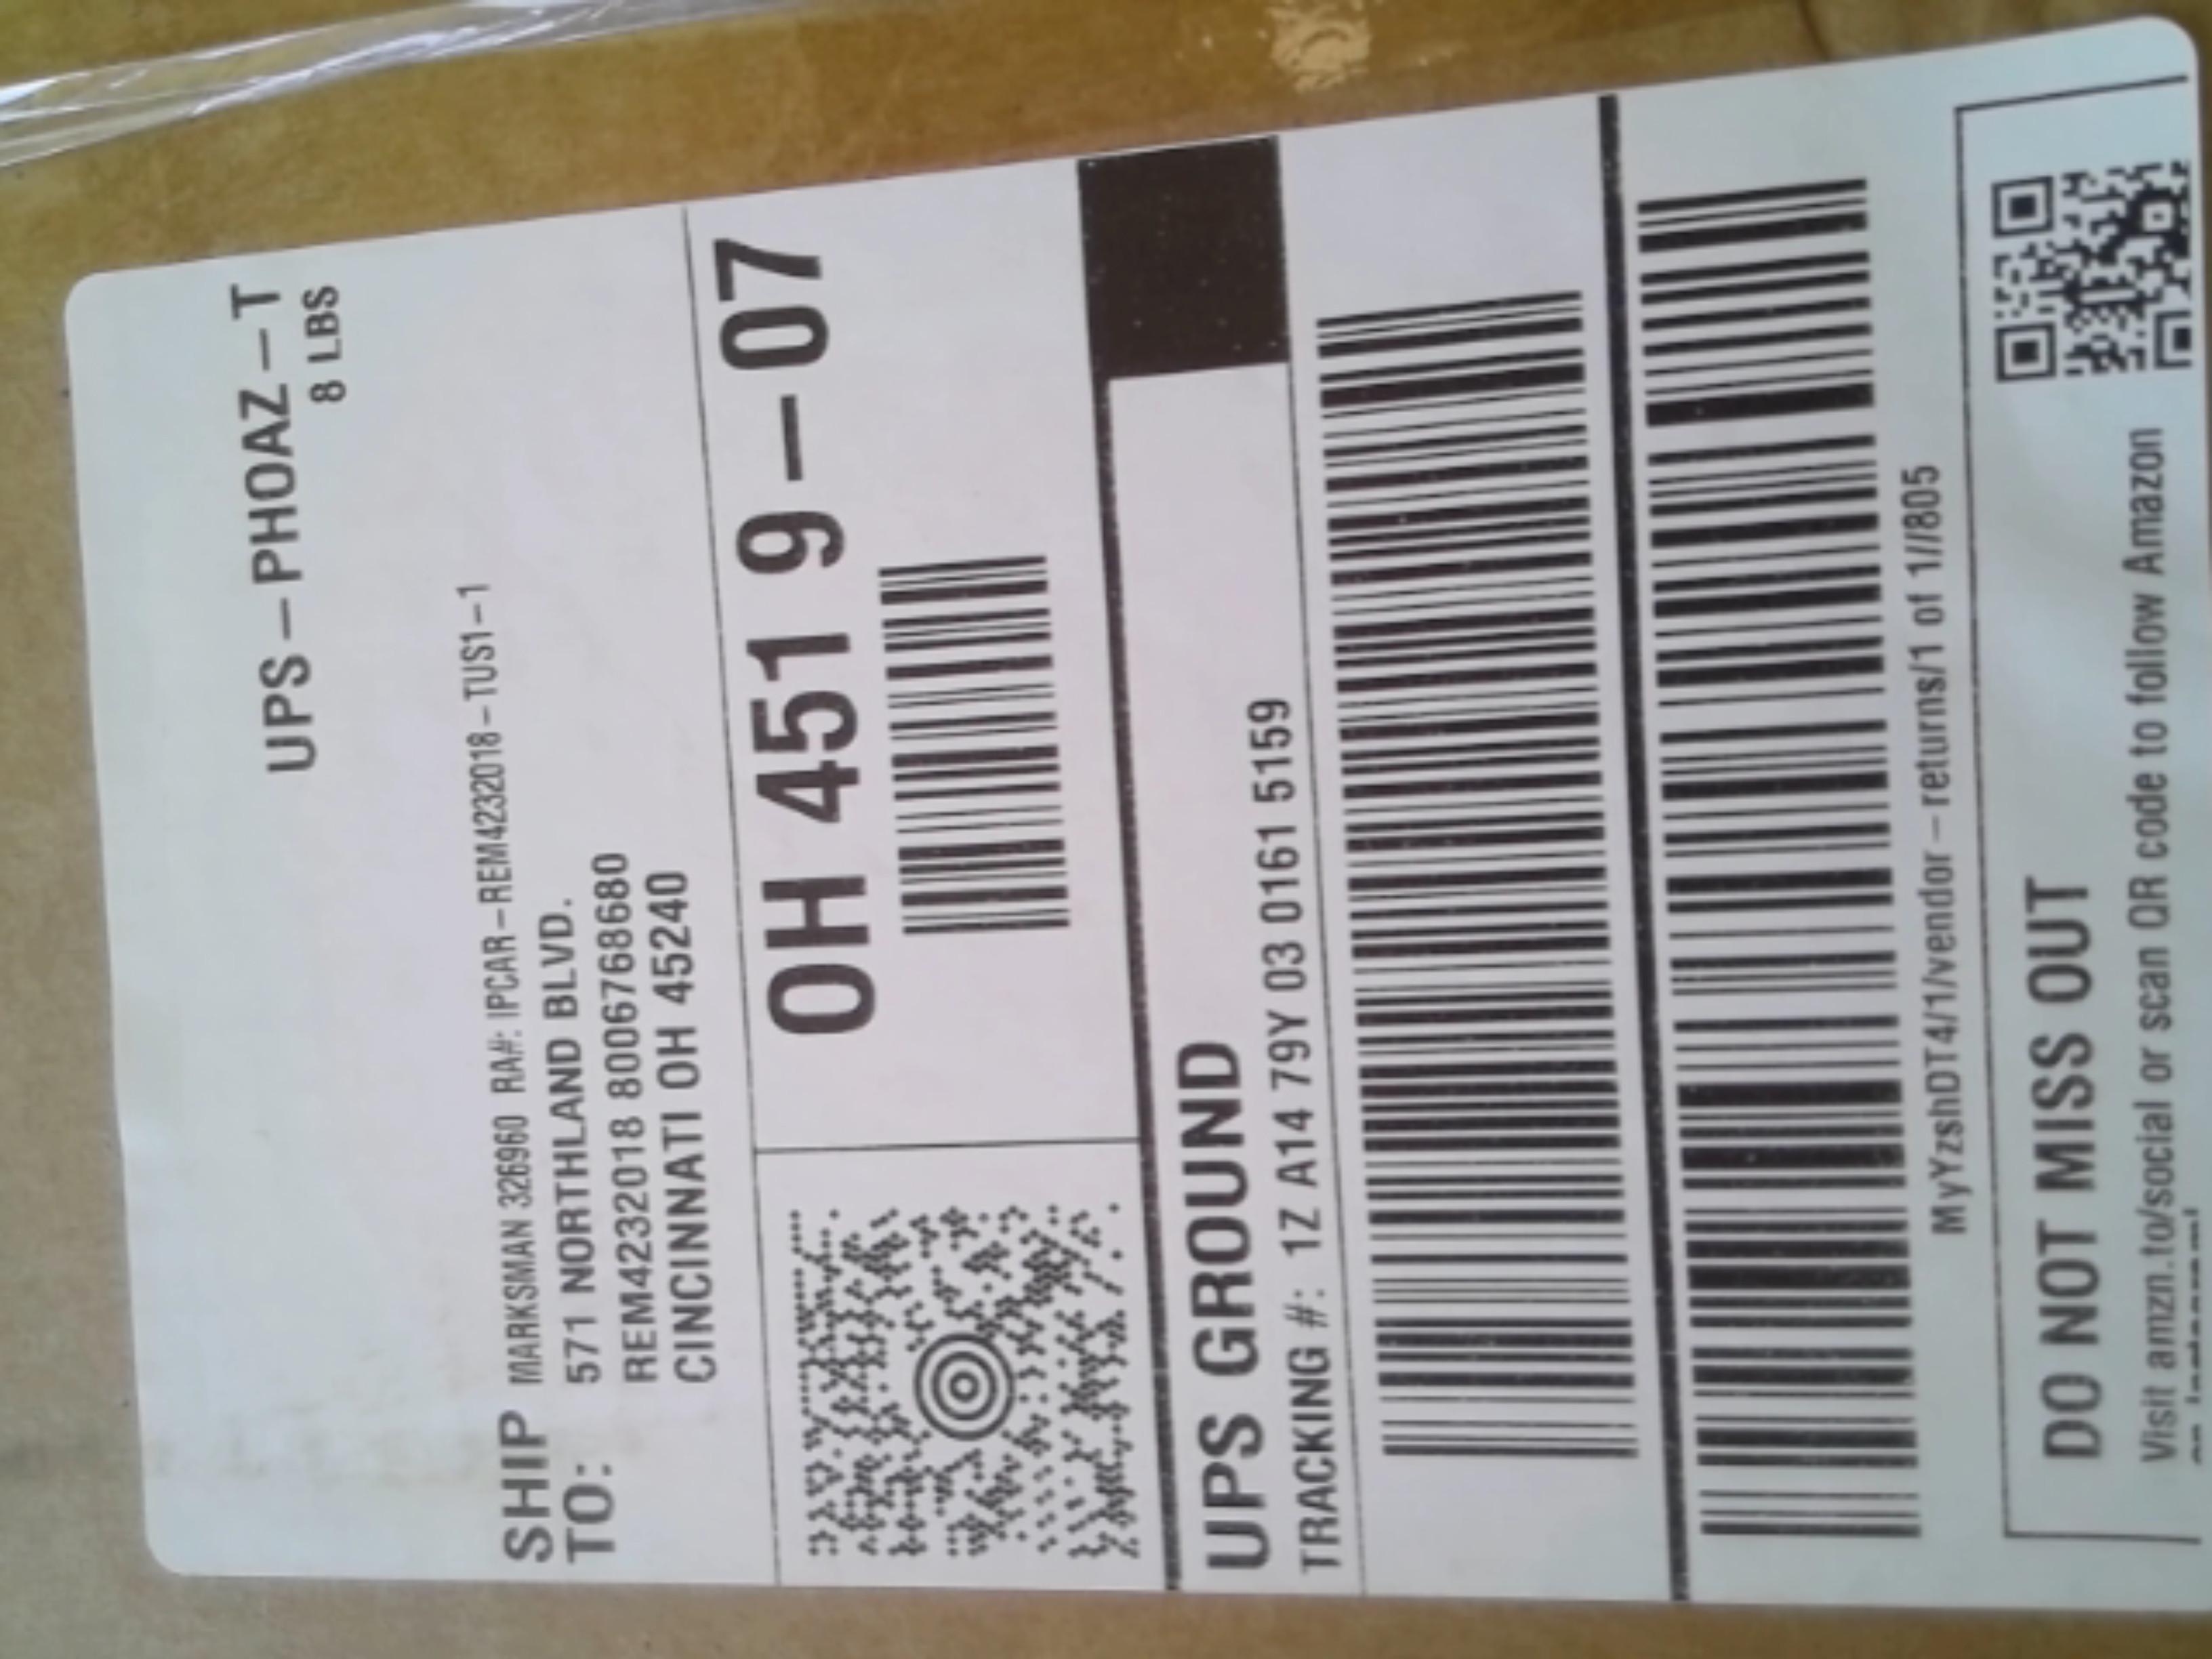 UPS-PHOAZ-T
8 LBS
SHIP TO:
MARKSMAN 326960 RA#: IPCAR-REM4232018-TUS1-1
571 NORTHLAND BLVD.
REM4232018 8006768680
CINCINNATI OH 45240
OH 451 9-07
UPS GROUND
TRACKING #: 1Z A14 79Y 03 0161 5159
MyYzshDT4/1/vendor-returns/1 of 1//805
DO NOT MISS OUT
Visit amzn.to/social or scan QR code to follow Amazon